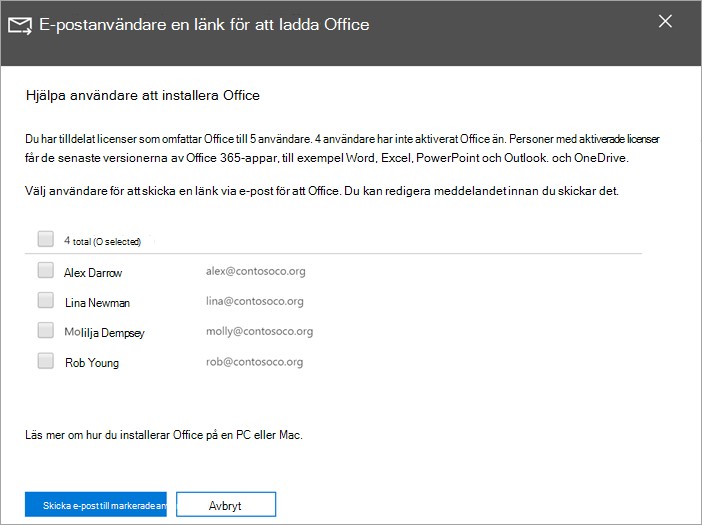 E-postanvändare en länk för att ladda Office
Hjälpa användare att installera Office
Du har tilldelat licenser som omfattar Office till 5 användare. 4 användare har inte aktiverat Office än. Personer med aktiverade licenser
får de senaste versionerna av Office 365-appar, till exempel Word, Excel, PowerPoint och Outlook. och OneDrive.
Välj användare för att skicka en länk via e-post för att Office. Du kan redigera meddelandet innan du skickar det.
4 total (O selected)
Alex Darrow alex@contosoco.org
Lina Newman lina@contosoco.org
Molilja Dempsey molly@contosoco.org
Rob Young rob@contosoco.org
Läs mer om hur du installerar Office på en PC eller Mac.
Skicka e-post till markerade an
Avbryt